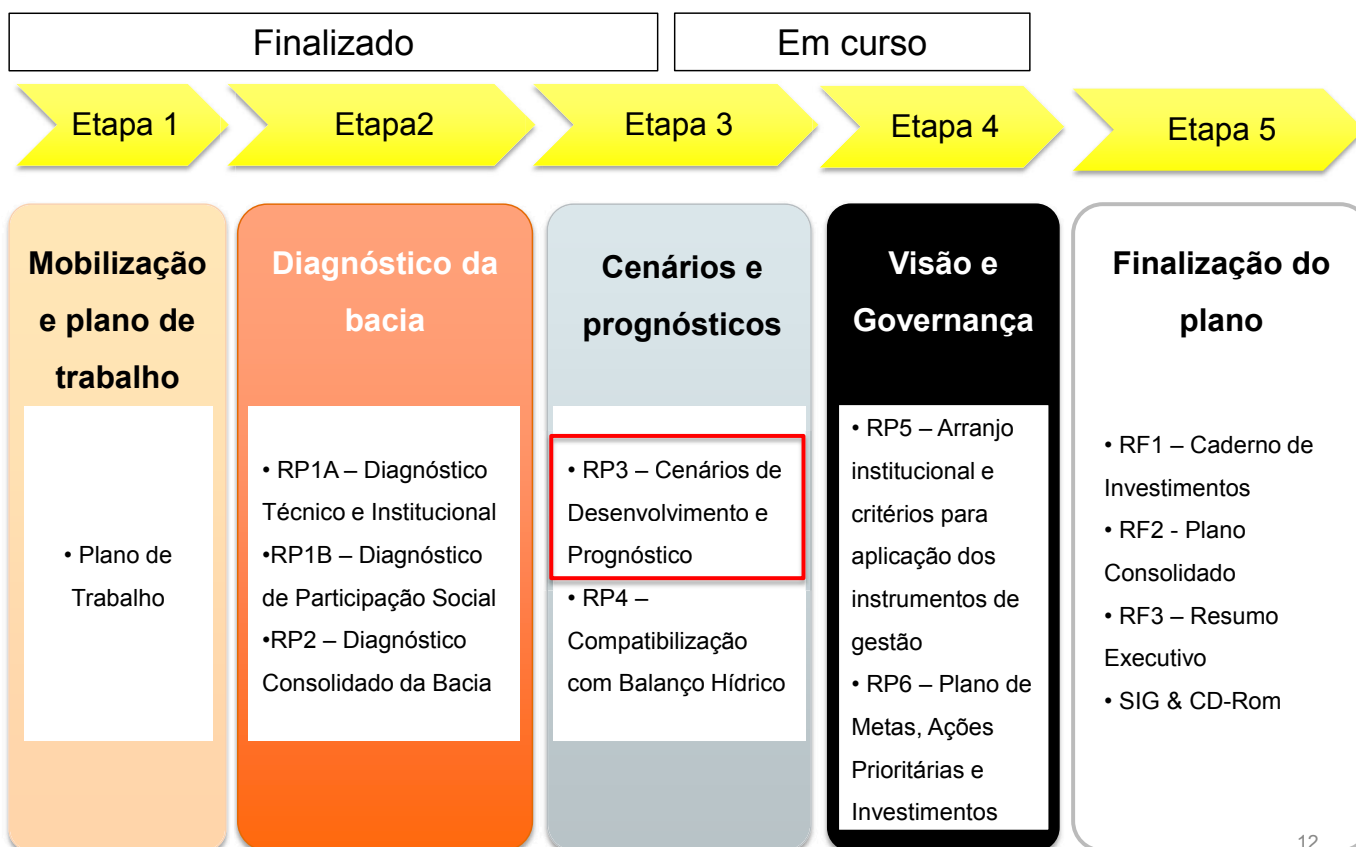 Finalizado
Em curso
Etapa 1
Etapa2
Etapa 3
Etapa 4
Etapa 5
Mobilização
e plano de
trabalho
• Plano de
Trabalho
Diagnóstico da
bacia
• RP1A – Diagnóstico
Técnico e Institucional
•RP1B – Diagnóstico
de Participação Social
•RP2 – Diagnóstico
Consolidado da Bacia
Cenários e
prognósticos
• RP3 – Cenários de
Desenvolvimento e
Prognóstico
• RP4 –
Compatibilização
com Balanço Hídrico
Visão e
Governança
• RP5 – Arranjo
institucional e
critérios para
aplicação dos
instrumentos de
gestão
• RP6 – Plano de
Metas, Ações
Prioritárias e
Investimentos
Finalização do
plano
• RF1 – Caderno de
Investimentos
• RF2 - Plano
Consolidado
• RF3 – Resumo
Executivo
• SIG & CD-Rom
12